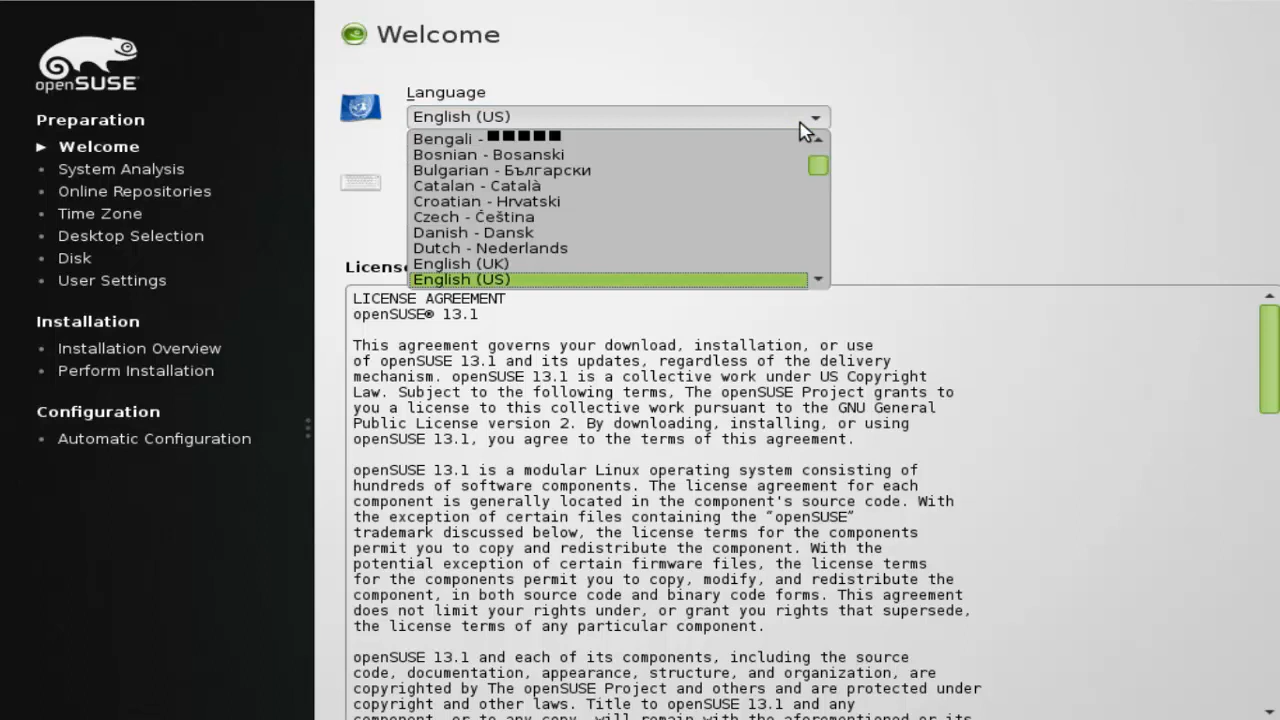 openSUSE
Preparation
Welcome
System Analysis
Online Repositories
Time Zone
Desktop Selection
Disk
User Settings
Installation
Installation Overview
Perform Installation
Configuration
Automatic Configuration
Welcome
Language
English (US)
Bengali -
Bosnian - Bosanski
Bulgarian - Български
Catalan - Català
Croatian - Hrvatski
Czech - Čeština
Danish - Dansk
Dutch - Nederlands
English (UK)
English (US)
License
LICENSE AGREEMENT
openSUSE® 13.1
This agreement governs your download, installation, or use
of openSUSE 13.1 and its updates, regardless of the delivery
mechanism. openSUSE 13.1 is a collective work under US Copyright
Law. Subject to the following terms, The openSUSE Project grants to
you a license to this collective work pursuant to the GNU General
Public License version 2. By downloading, installing, or using
openSUSE 13.1, you agree to the terms of this agreement.
openSUSE 13.1 is a modular Linux operating system consisting of
hundreds of software components. The license agreement for each
component is generally located in the component's source code. With
the exception of certain files containing the “openSUSE”
trademark discussed below, the license terms for the components
permit you to copy and redistribute the component. With the
potential exception of certain firmware files, the license terms
for the components permit you to copy, modify, and redistribute the
component, in both source code and binary code forms. This agreement
does not limit your rights under, or grant you rights that supersede,
the license terms of any particular component.
openSUSE 13.1 and each of its components, including the source
code, documentation, appearance, structure, and organization, are
copyrighted by The openSUSE Project and others and are protected under
copyright and other laws. Title to openSUSE 13.1 and any
component, or to any copy, will remain with the aforementioned or its